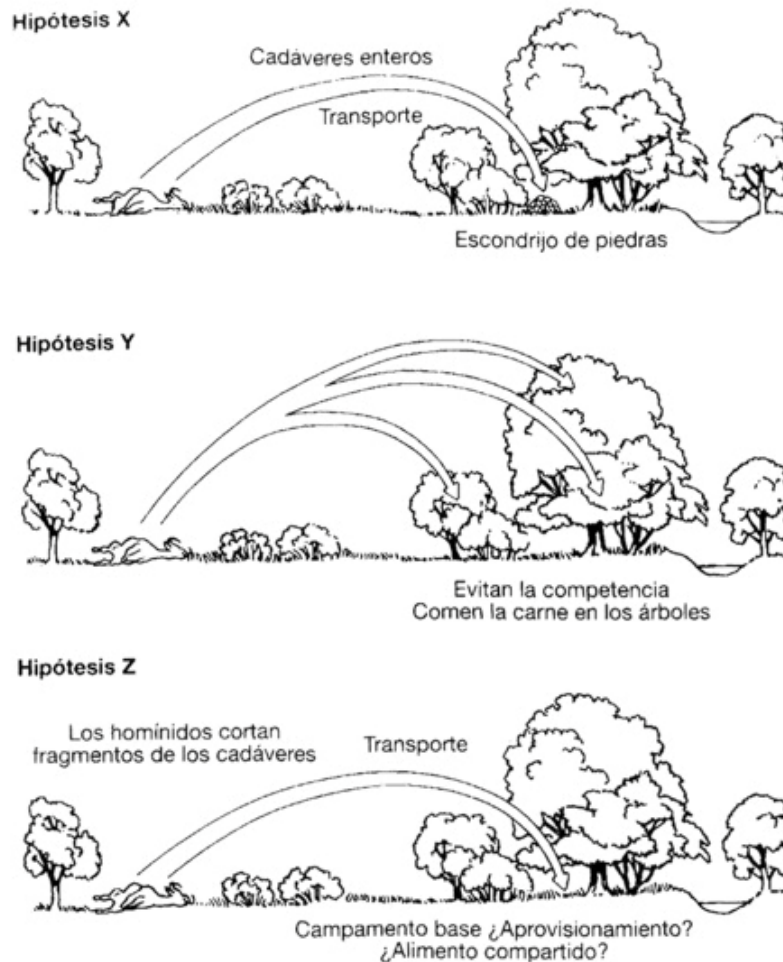 Hipótesis X
Cadáveres enteros
Transporte
Escondrijo de piedras
Hipótesis Y
Evitan la competencia
Comen la carne en los árboles
Hipótesis Z
Los homínidos cortan
fragmentos de los cadáveres
Transporte
Campamento base ¿Aprovisionamiento?
¿Alimento compartido?